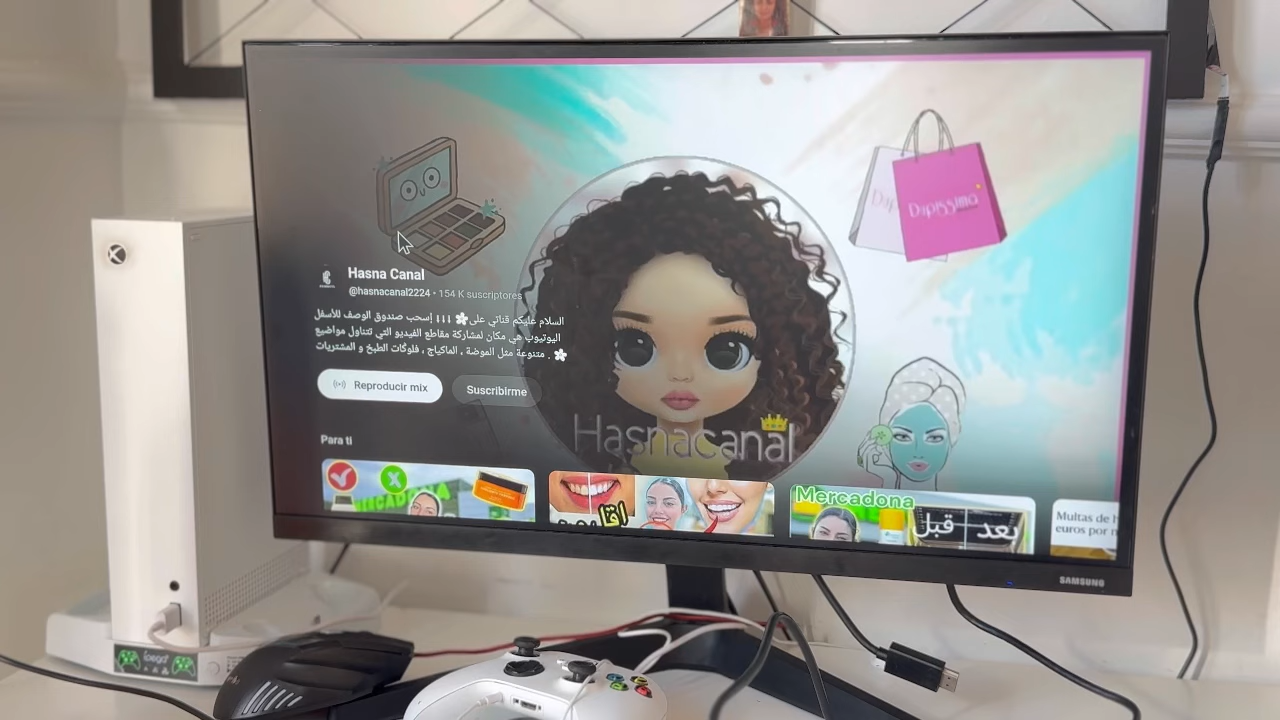 Dipissima
Hasna Canal
@hasnacanal2224 • 154 K suscriptores
السلام عليكم قناتي على🌼 !!! إسحب صندوق الوصف للأسفل
اليوتيوب هي مكان لمشاركة مقاطع الفيديو التي تتناول مواضيع
متنوعة مثل الموضة ، الماكياج ، فلوكات الطبخ و المشتريات . 🌼
Reproducir mix
Suscribirme
Hasnacanal
Para ti
MERCADONA
Mercadona
قبل
بعد
Multas de
euros por
SAMSUNG